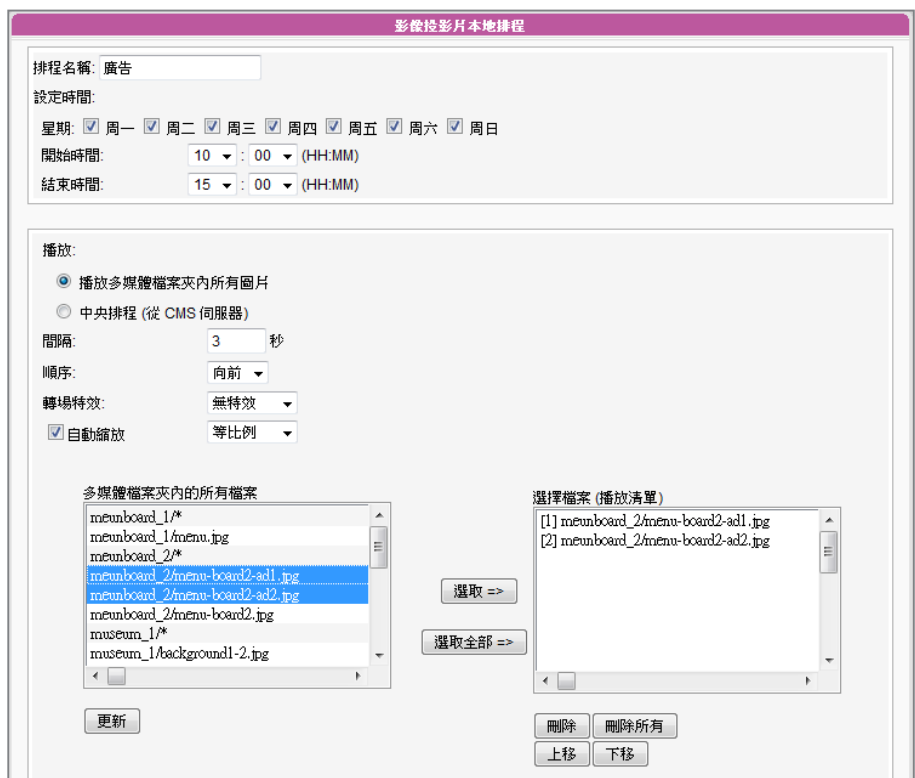 影像投影片本地排程
排程名稱: 廣告
設定時間:
星期: 周一 周二 周三 周四 周五 周六 周日
開始時間: 10 : 00 (HH:MM)
結束時間: 15 : 00 (HH:MM)
播放:
播放多媒體檔案夾內所有圖片
中央排程 (從 CMS 伺服器)
間隔: 3 秒
順序: 向前
轉場特效: 無特效
自動縮放 等比例
多媒體檔案夾內的所有檔案
meunboard_1/*
meunboard_1/menu.jpg
meunboard_2/*
meunboard_2/menu-board2-ad1.jpg
meunboard_2/menu-board2-ad2.jpg
meunboard_2/menu-board2.jpg
museum_1/*
museum_1/background1-2.jpg
更新
選取 =>
選取全部 =>
選擇檔案 (播放清單)
[1] meunboard_2/menu-board2-ad1.jpg
[2] meunboard_2/menu-board2-ad2.jpg
刪除 刪除所有
上移 下移